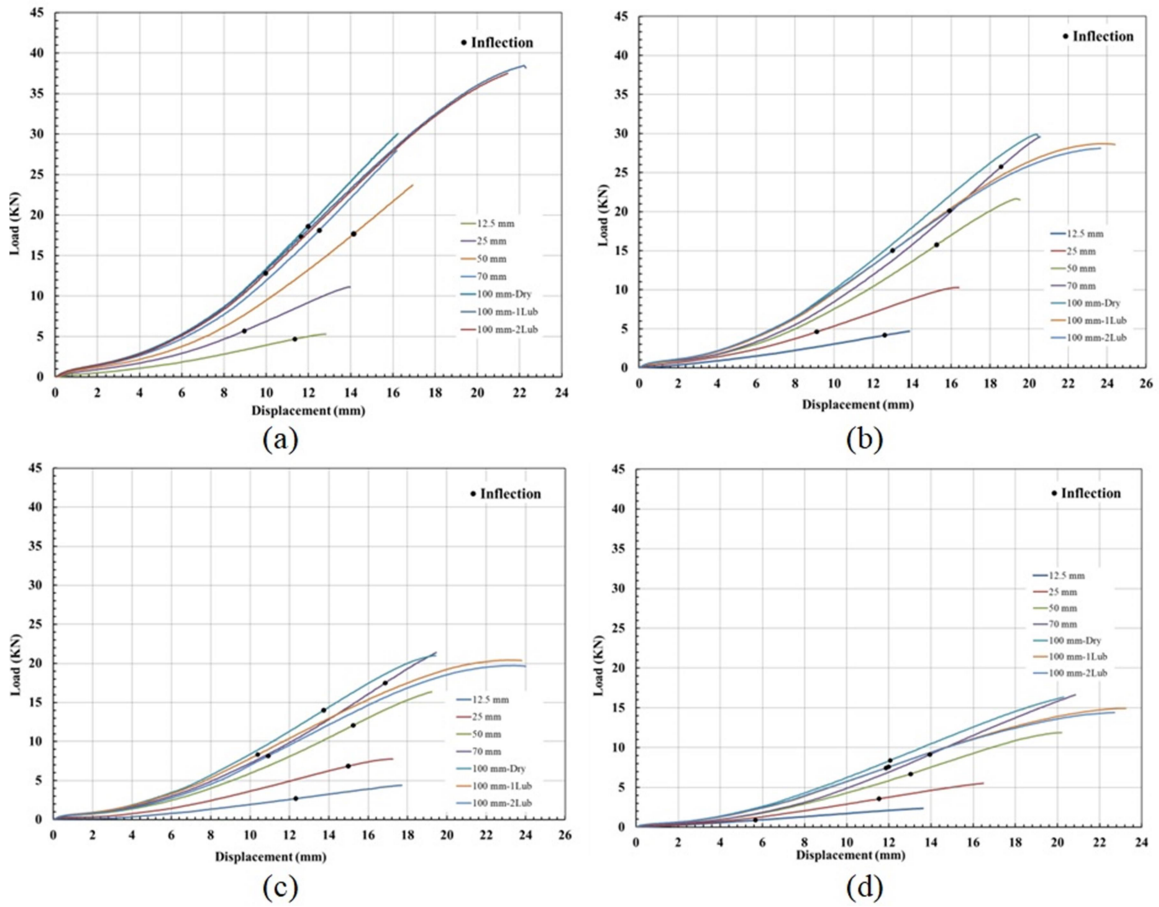 45
40
35
30
25
20
15
10
5
0
Load (KN)
Inflection
12.5 mm
25 mm
50 mm
70 mm
100 mm-Dry
100 mm-1Lub
100 mm-2Lub
0 2 4 6 8 10 12 14 16 18 20 22 24
Displacement (mm)
(a)
45
40
35
30
25
20
15
10
5
0
Load (KN)
Inflection
12.5 mm
25 mm
50 mm
70 mm
100 mm-Dry
100 mm-1Lub
100 mm-2Lub
0 2 4 6 8 10 12 14 16 18 20 22 24 26
Displacement (mm)
(b)
45
40
35
30
25
20
15
10
5
0
Load (KN)
Inflection
12.5 mm
25 mm
50 mm
70 mm
100 mm-Dry
100 mm-1Lub
100 mm-2Lub
0 2 4 6 8 10 12 14 16 18 20 22 24 26
Displacement (mm)
(c)
45
40
35
30
25
20
15
10
5
0
Load (KN)
Inflection
12.5 mm
25 mm
50 mm
70 mm
100 mm-Dry
100 mm-1Lub
100 mm-2Lub
0 2 4 6 8 10 12 14 16 18 20 22 24
Displacement (mm)
(d)